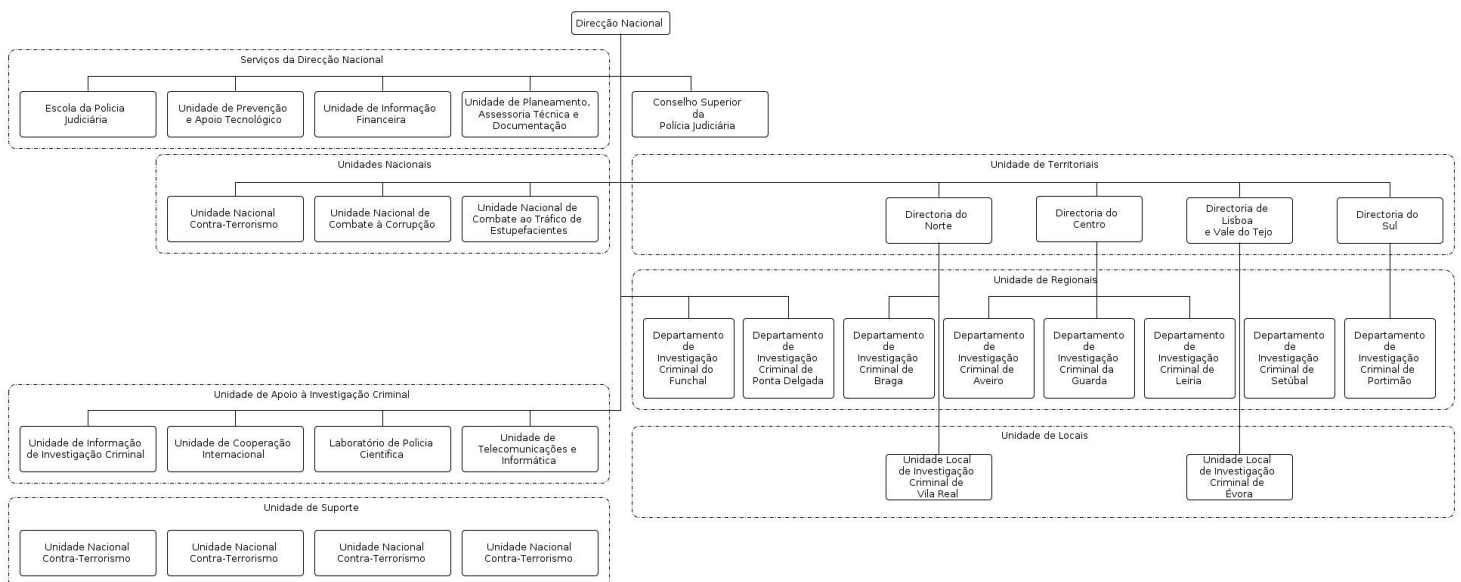 Direcção Nacional
Serviços da Direcção Nacional
Escola da Policia
Judiciária
Unidade de Prevenção
e Apoio Tecnológico
Unidade de Informação
Financeira
Unidade de Planeamento,
Assessoria Técnica e
Documentação
Conselho Superior
da
Polícia Judiciária
Unidades Nacionais
Unidade Nacional
Contra-Terrorismo
Unidade Nacional de
Combate à Corrupção
Unidade Nacional de
Combate ao Tráfico de
Estupefacientes
Unidade de Territoriais
Directoria do
Norte
Directoria do
Centro
Directoria de
Lisboa
e Vale do Tejo
Directoria do
Sul
Unidade de Regionais
Departamento
de
Investigação
Criminal do
Funchal
Departamento
de
Investigação
Criminal de
Ponta Delgada
Departamento
de
Investigação
Criminal de
Braga
Departamento
de
Investigação
Criminal de
Aveiro
Departamento
de
Investigação
Criminal da
Guarda
Departamento
de
Investigação
Criminal de
Leiria
Departamento
de
Investigação
Criminal de
Setúbal
Departamento
de
Investigação
Criminal de
Portimão
Unidade de Apoio à Investigação Criminal
Unidade de Informação
de Investigação Criminal
Unidade de Cooperação
Internacional
Laboratório de Policia
Cientifica
Unidade de
Telecomunicações e
Informática
Unidade de Locais
Unidade Local
de Investigação
Criminal de
Vila Real
Unidade Local
de Investigação
Criminal de
Évora
Unidade de Suporte
Unidade Nacional
Contra-Terrorismo
Unidade Nacional
Contra-Terrorismo
Unidade Nacional
Contra-Terrorismo
Unidade Nacional
Contra-Terrorismo